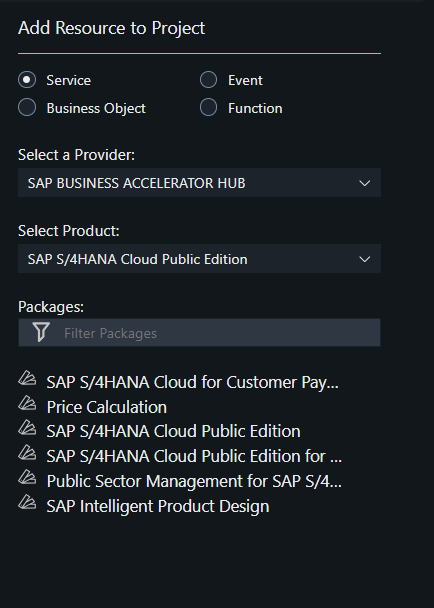 Add Resource to Project
Service
Event
Business Object
Function
Select a Provider:
SAP BUSINESS ACCELERATOR HUB
Select Product:
SAP S/4HANA Cloud Public Edition
Packages:
Filter Packages
SAP S/4HANA Cloud for Customer Pay...
Price Calculation
SAP S/4HANA Cloud Public Edition
SAP S/4HANA Cloud Public Edition for ...
Public Sector Management for SAP S/4...
SAP Intelligent Product Design